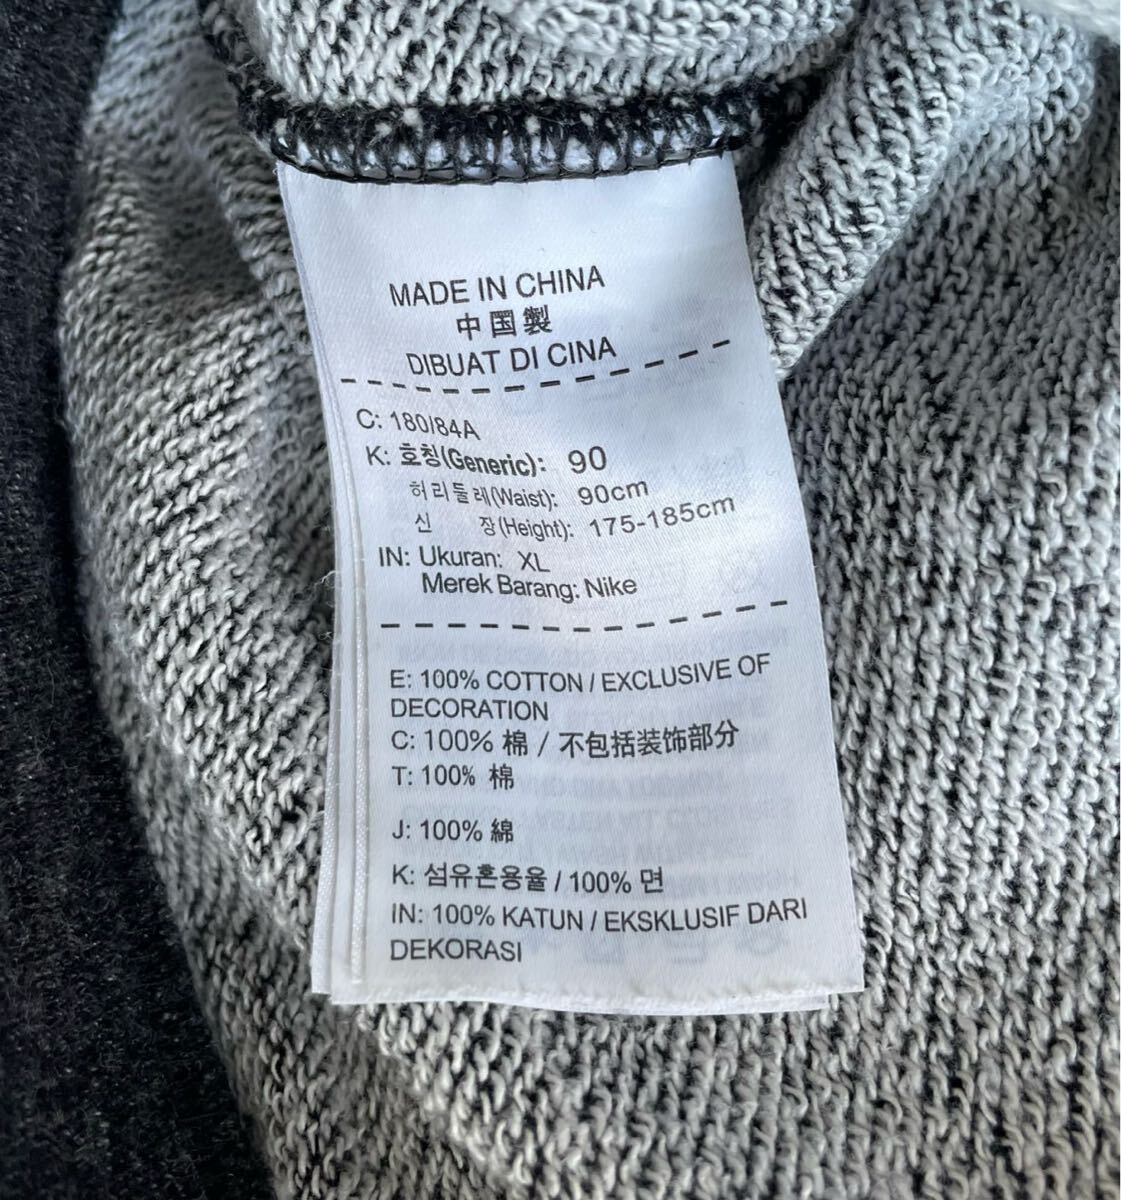 MADE IN CHINA
中国製
DIBUAT DI CINA
C: 180/84A
K: 호칭(Generic): 90
허리둘레(Waist): 90cm
신 장(Height): 175-185cm
IN: Ukuran: XL
Merek Barang: Nike
E: 100% COTTON / EXCLUSIVE OF
DECORATION
C: 100% 棉 / 不包括装饰部分
T: 100% 棉
J: 100% 綿
K: 섬유혼용율 / 100% 면
IN: 100% KATUN / EKSKLUSIF DARI
DEKORASI